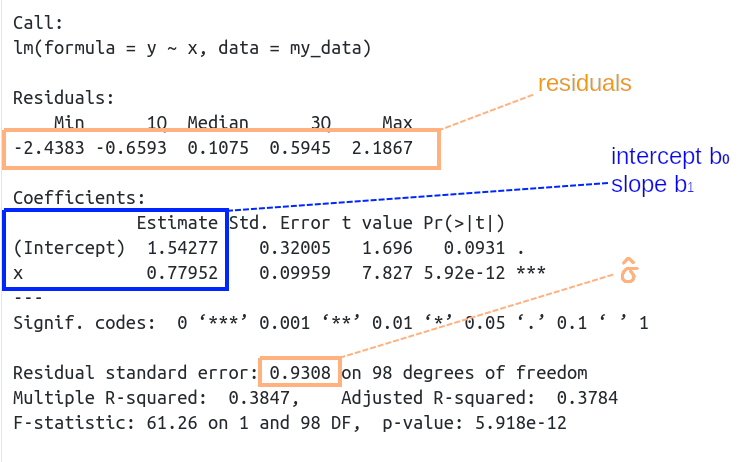 Call:
lm(formula = y ~ x, data = my_data)
Residuals:
residuals
Min 1Q Median 3Q Max
-2.4383 -0.6593 0.1075 0.5945 2.1867
intercept b₀
slope b₁
Coefficients:
Estimate Std. Error t value Pr(>|t|)
(Intercept) 1.54277 0.32005 1.696 0.0931 .
x 0.77952 0.09959 7.827 5.92e-12 ***
σ̂
---
Signif. codes: 0 ‘***’ 0.001 ‘**’ 0.01 ‘*’ 0.05 ‘.’ 0.1 ‘ ’ 1
Residual standard error: 0.9308 on 98 degrees of freedom
Multiple R-squared: 0.3847, Adjusted R-squared: 0.3784
F-statistic: 61.26 on 1 and 98 DF, p-value: 5.918e-12